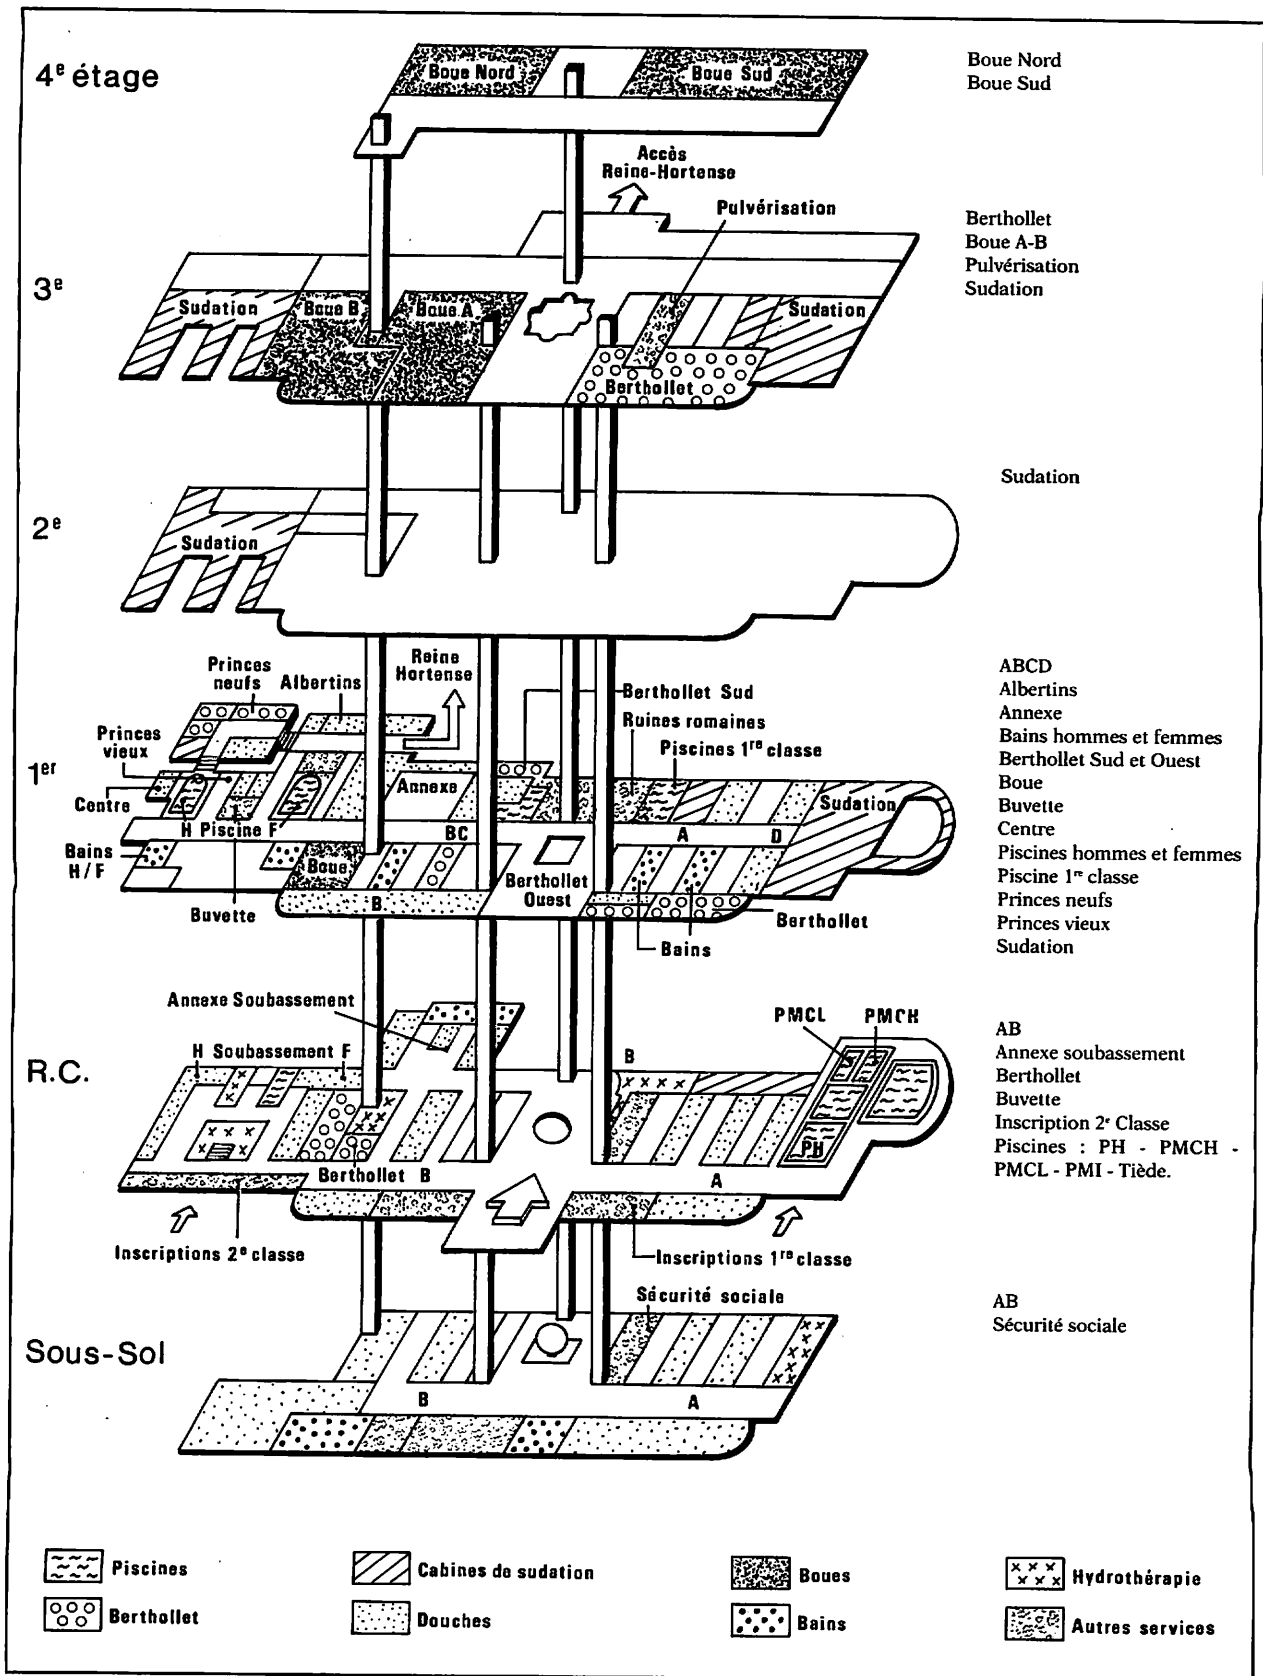 4e étage
Boue Nord
Boue Sud
Boue Nord
Boue Sud
Accès
Reine-Hortense
Pulvérisation
3e
Sudation
Boue B
Boue A
Sudation
Berthollet
Berthollet
Boue A-B
Pulvérisation
Sudation
2e
Sudation
Sudation
1er
Princes
neufs
Albertins
Reine
Hortense
Berthollet Sud
Ruines romaines
Piscines 1re classe
Princes
vieux
Centre
Annexe
Sudation
H Piscine F
BC
A
D
Bains
H/F
Boue
Berthollet
Ouest
B
Buvette
Berthollet
Bains
ABCD
Albertins
Annexe
Bains hommes et femmes
Berthollet Sud et Ouest
Boue
Buvette
Centre
Piscines hommes et femmes
Piscine 1re classe
Princes neufs
Princes vieux
Sudation
R.C.
Annexe Soubassement
PMCL
PMCH
H Soubassement F
B
PH
Berthollet B
A
Inscriptions 2e classe
Inscriptions 1re classe
AB
Annexe soubassement
Berthollet
Buvette
Inscription 2e Classe
Piscines : PH - PMCH -
PMCL - PMI - Tiède.
Sous-Sol
Sécurité sociale
B
A
AB
Sécurité sociale
Piscines
Cabines de sudation
Boues
Hydrothérapie
Berthollet
Douches
Bains
Autres services